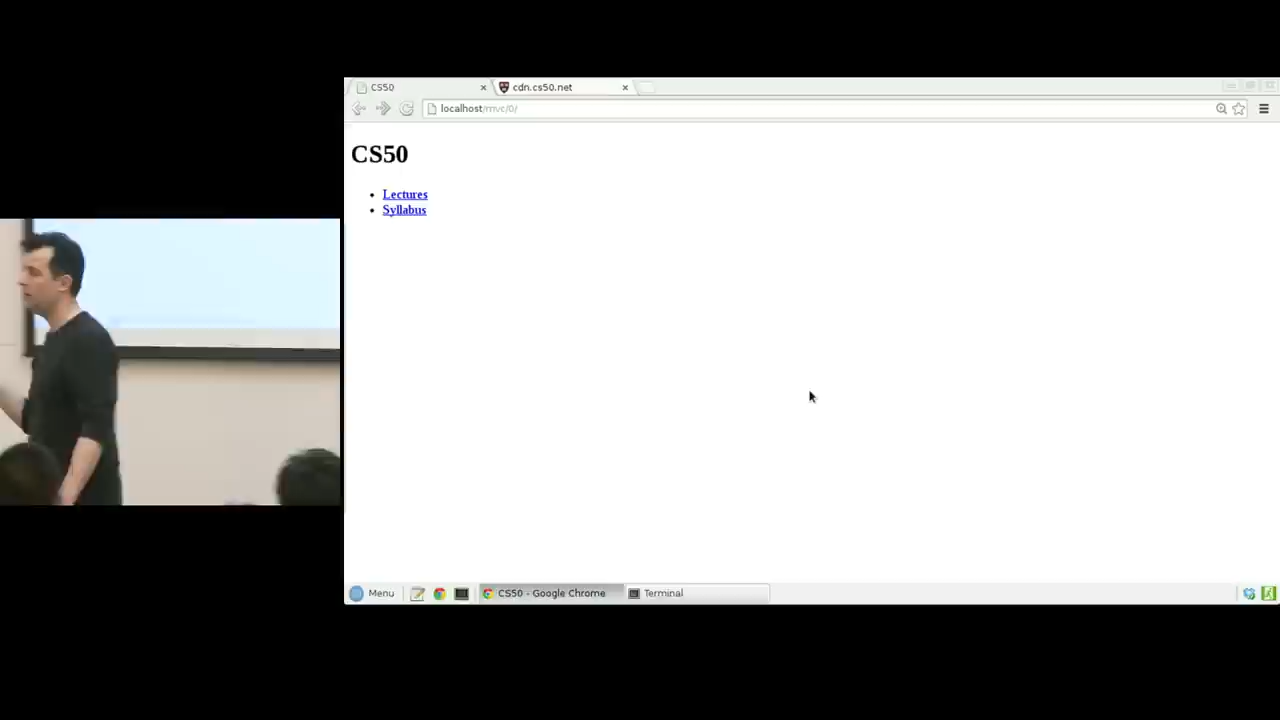 CS50
cdn.cs50.net
localhost/mvc/0/
CS50
Lectures
Syllabus
Menu
CS50 - Google Chrome
Terminal